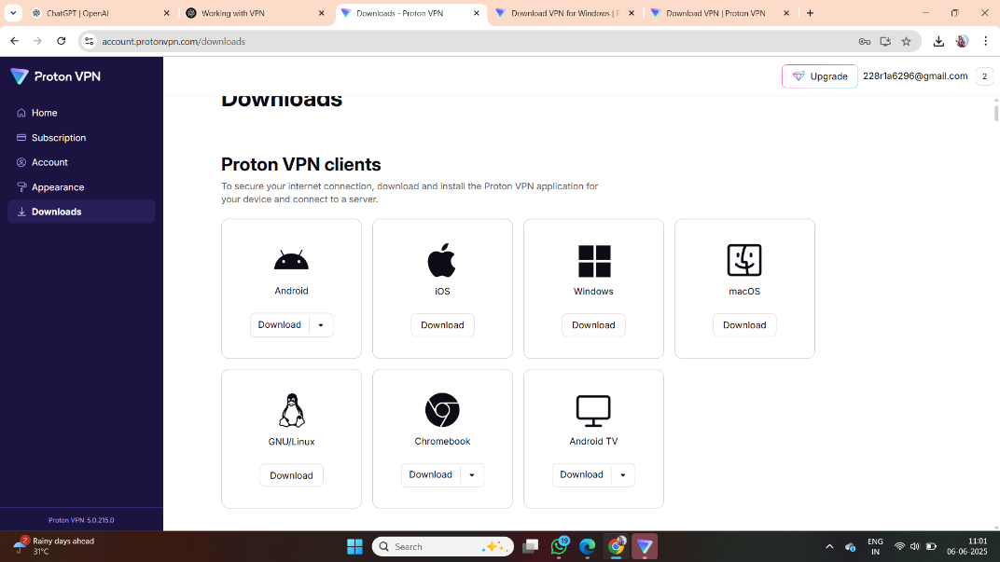 ChatGPT | OpenAI
Working with VPN
Downloads - Proton VPN
Download VPN for Windows | P
Download VPN | Proton VPN
account.protonvpn.com/downloads
Proton VPN
Upgrade
228r1a6296@gmail.com
2
Home
Subscription
Account
Appearance
Downloads
Downloads
Proton VPN clients
To secure your internet connection, download and install the Proton VPN application for
your device and connect to a server.
Android
Download
iOS
Download
Windows
Download
macOS
Download
GNU/Linux
Download
Chromebook
Download
Android TV
Download
Proton VPN 5.0.215.0
2
Rainy days ahead
31°C
Search
19
ENG
IN
11:01
06-06-2025